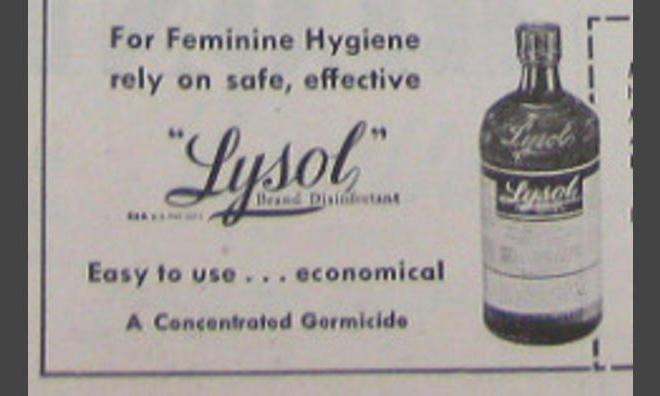 For Feminine Hygiene
rely on safe, effective
"Lysol"
Brand Disinfectant
Easy to use . . . economical
A Concentrated Germicide
Lysol
Lysol